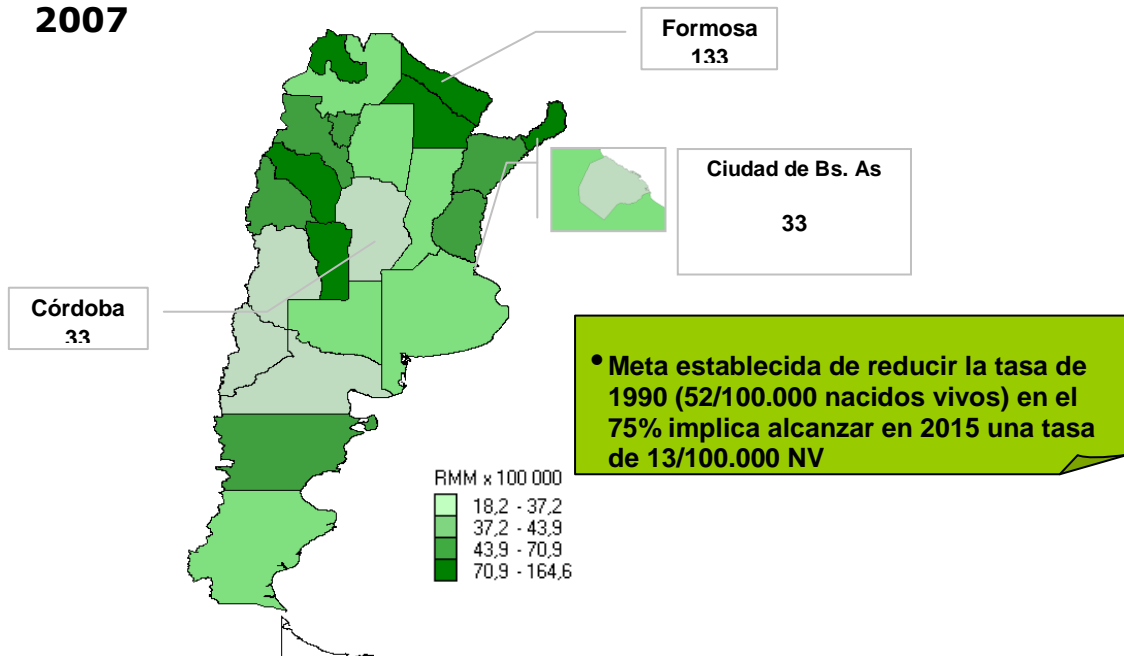 2007
Formosa
133
Ciudad de Bs. As
33
Córdoba
33
• Meta establecida de reducir la tasa de
1990 (52/100.000 nacidos vivos) en el
75% implica alcanzar en 2015 una tasa
de 13/100.000 NV
RMM x 100 000
18,2 - 37,2
37,2 - 43,9
43,9 - 70,9
70,9 - 164,6